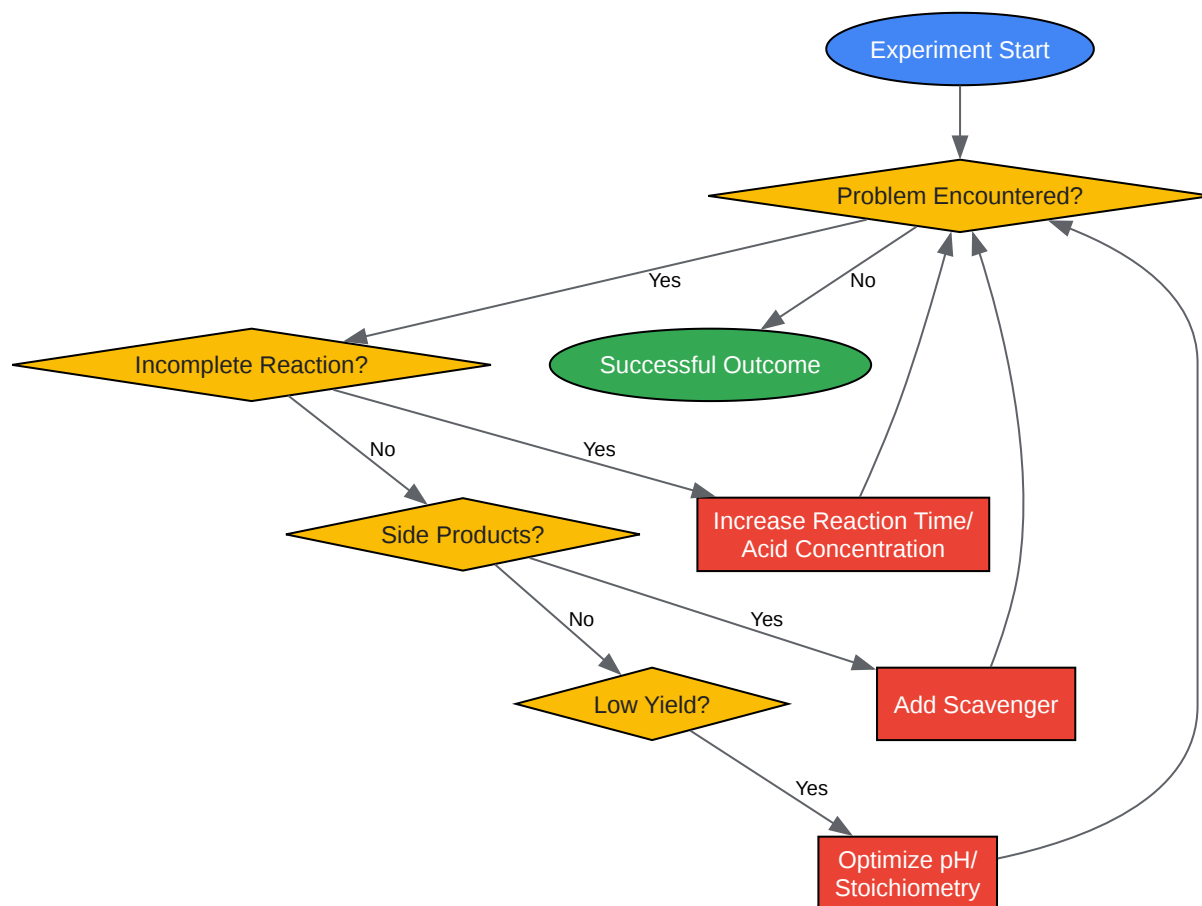 Experiment Start
Problem Encountered?
Yes
No
Incomplete Reaction?
Successful Outcome
No
Yes
Side Products?
Increase Reaction Time/
Acid Concentration
No
Yes
Low Yield?
Add Scavenger
Yes
Optimize pH/
Stoichiometry